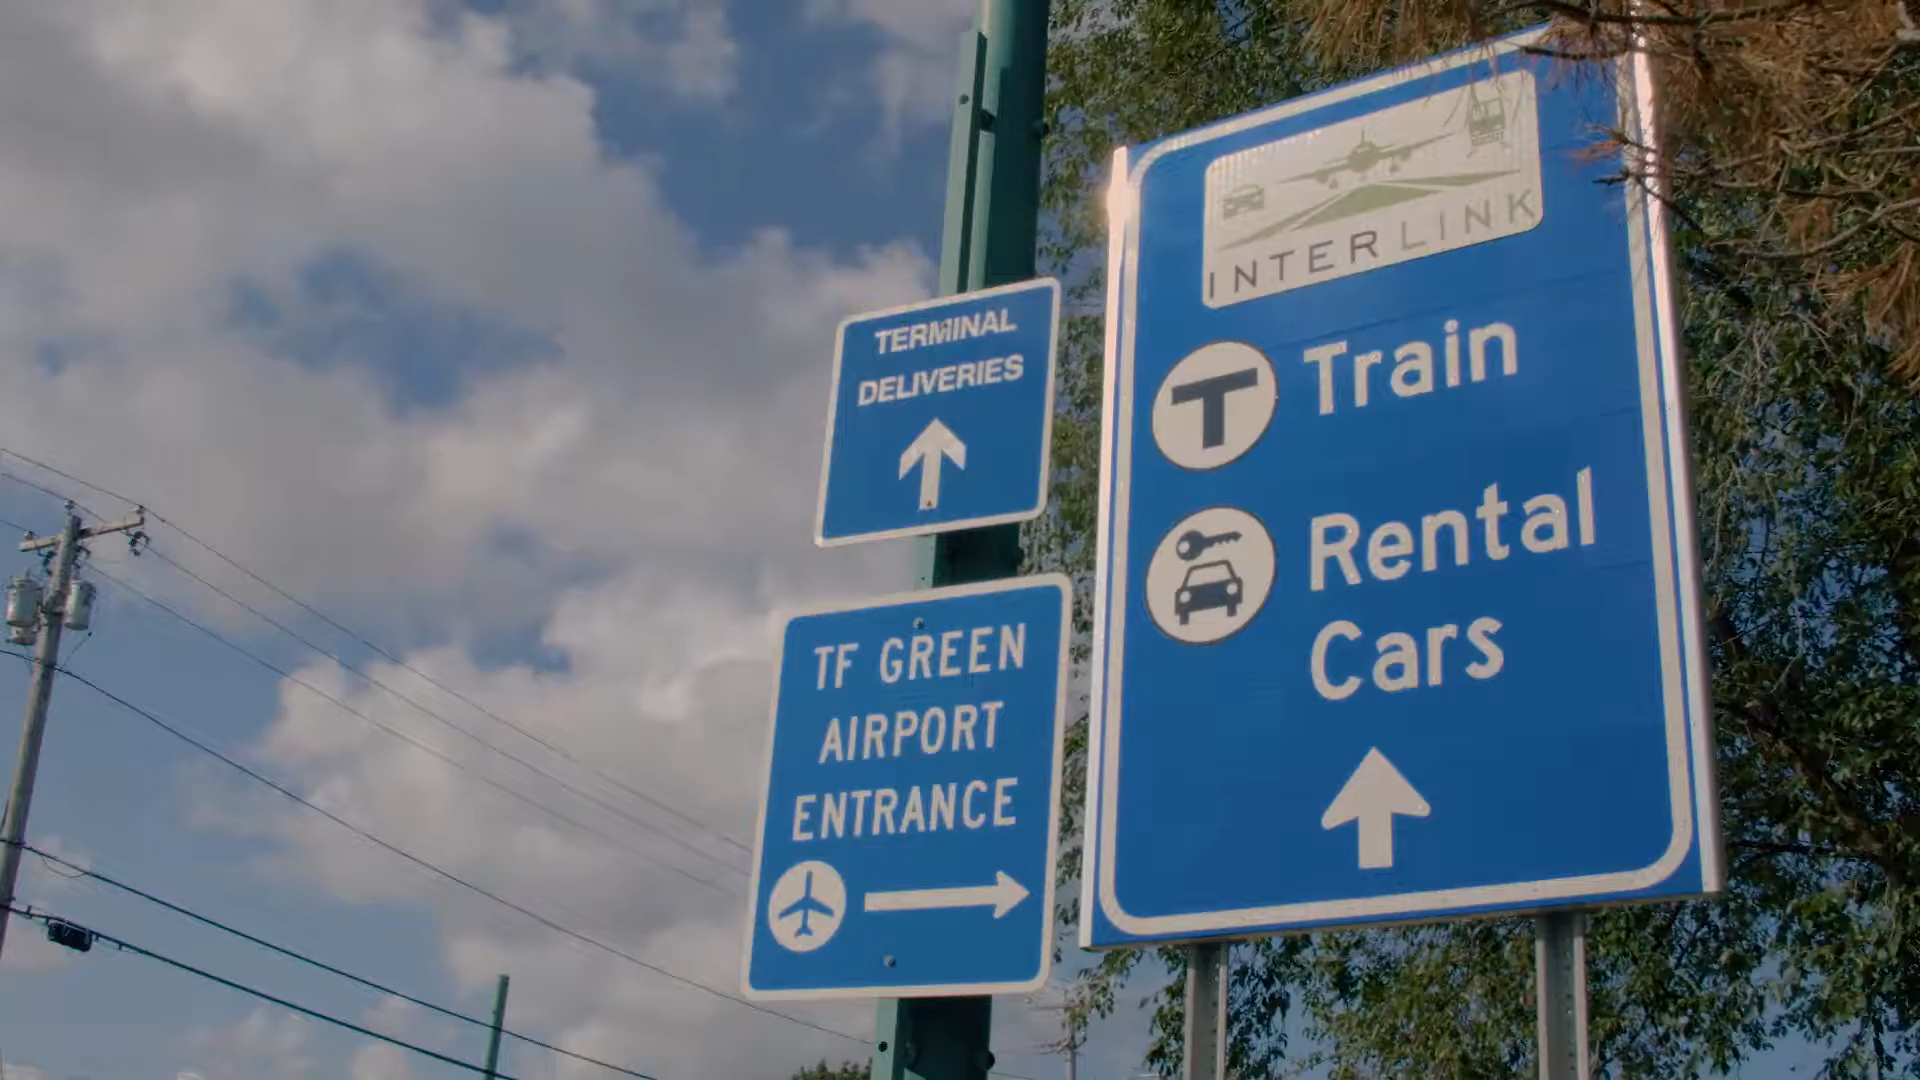 TERMINAL
DELIVERIES
TF GREEN
AIRPORT
ENTRANCE
INTERLINK
T Train
Rental
Cars